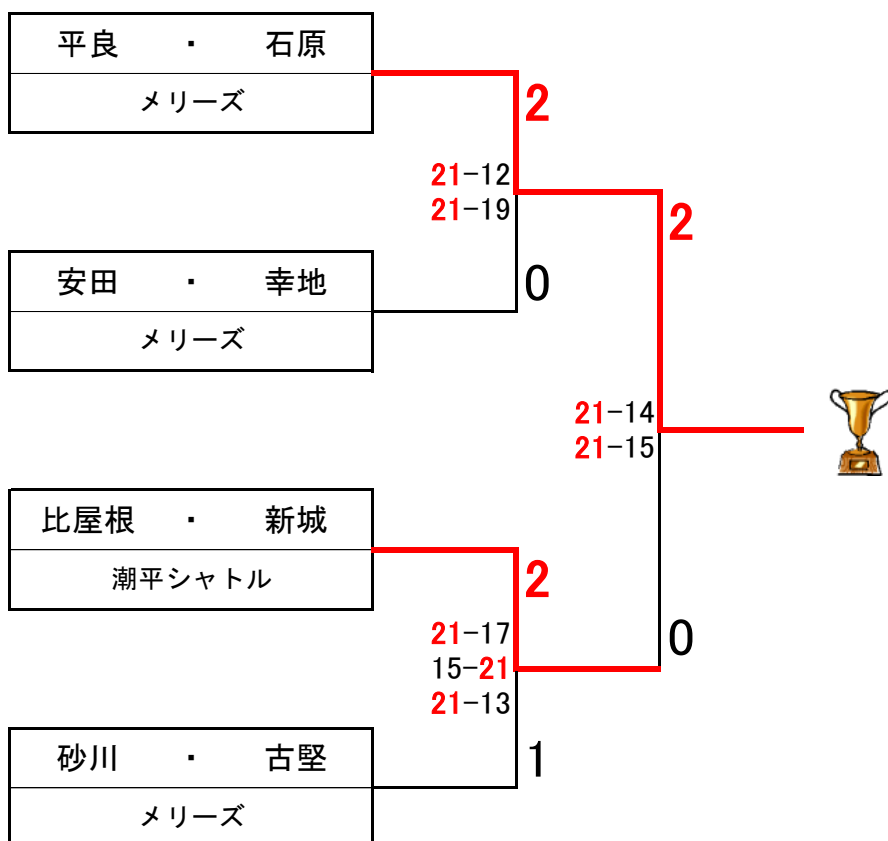 平良 ・ 石原
メリーズ
2
21-12
21-19
2
安田 ・ 幸地
0
メリーズ
21-14
21-15
比屋根 ・ 新城
潮平シャトル
2
21-17
0
15-21
21-13
砂川 ・ 古堅
1
メリーズ